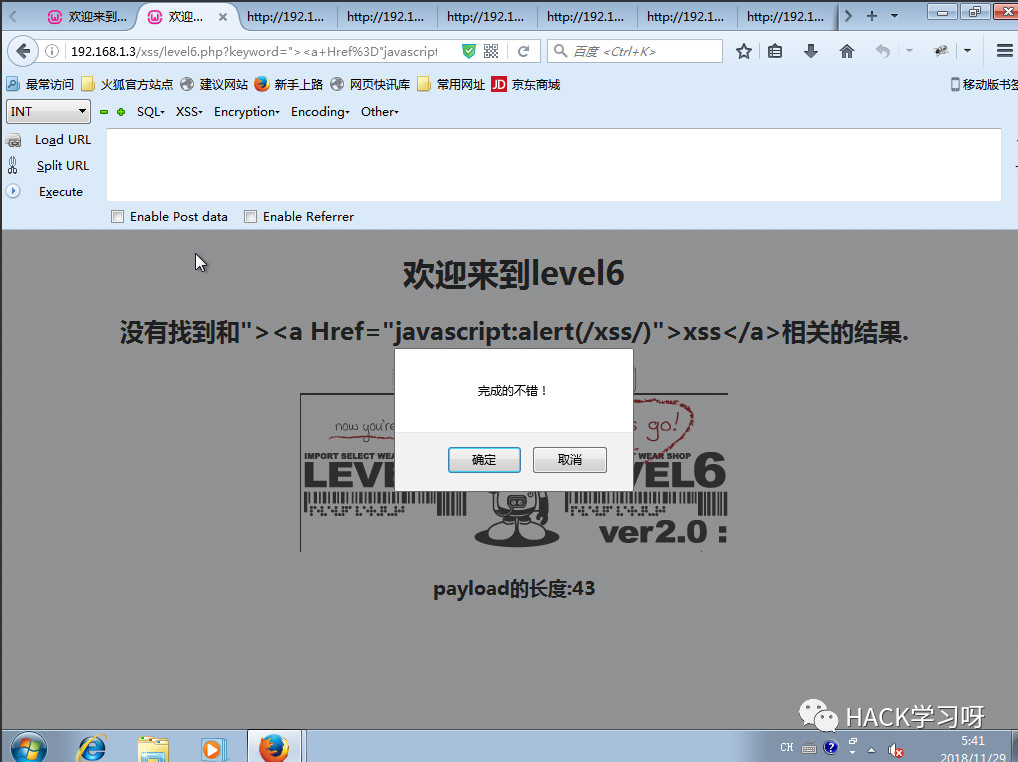 欢迎来到...
欢迎...
http://192.1...
http://192.1...
http://192.1...
http://192.1...
http://192.1...
http://192.1...
192.168.1.3/xss/level6.php?keyword="><a+Href%3D"javascript
百度 <Ctrl+K>
最常访问 火狐官方站点 建议网站 新手上路 网页快讯库 常用网址 JD 京东商城 移动版书签
INT SQL XSS Encryption Encoding Other
Load URL
Split URL
Execute
Enable Post data Enable Referrer
欢迎来到level6
没有找到和"><a Href="javascript:alert(/xss/)">xss</a>相关的结果.
完成的不错！
确定 取消
now you're
s go!
IMPORT SELECT WEA
WEAR SHOP
LEVE
VEL6
ver2.0 :
payload的长度:43
HACK学习呀
CH
5:41
2018/11/29